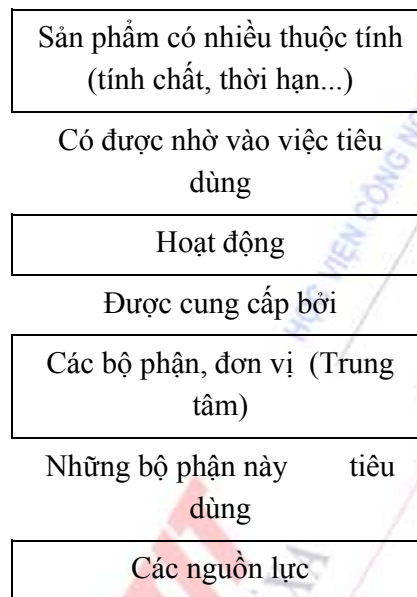 Sản phẩm có nhiều thuộc tính
(tính chất, thời hạn...)
Có được nhờ vào việc tiêu
dùng
Hoạt động
Được cung cấp bởi
Các bộ phận, đơn vị (Trung
tâm)
Những bộ phận này tiêu
dùng
Các nguồn lực